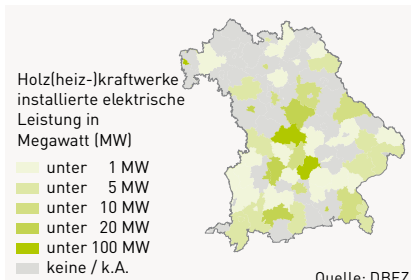 Holz(heiz-)kraftwerke
installierte elektrische
Leistung in
Megawatt (MW)
unter 1 MW
unter 5 MW
unter 10 MW
unter 20 MW
unter 100 MW
keine / k.A.
Quelle: DBFZ